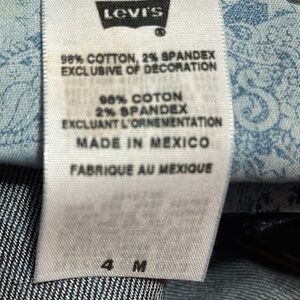 LEVI'S
®
98% COTTON, 2% SPANDEX
EXCLUSIVE OF DECORATION
98% COTON
2% SPANDEX
EXCLUANT L'ORNEMENTATION
MADE IN MEXICO
FABRIQUE AU MEXIQUE
4 M